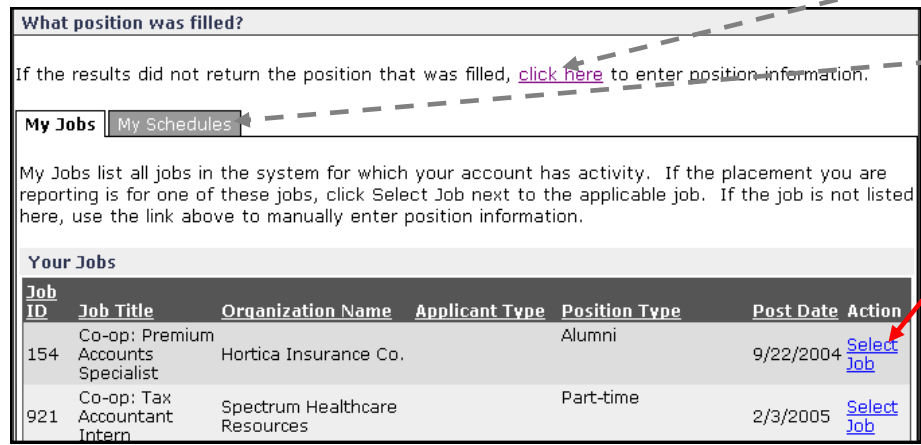 What position was filled?
If the results did not return the position that was filled, click here to enter position information.
My Jobs My Schedules
My Jobs list all jobs in the system for which your account has activity.  If the placement you are
reporting is for one of these jobs, click Select Job next to the applicable job.  If the job is not listed
here, use the link above to manually enter position information.
Your Jobs
Job
ID Job Title Organization Name Applicant Type Position Type Post Date Action
154 Co-op: Premium Accounts Specialist Hortica Insurance Co. Alumni 9/22/2004 Select Job
921 Co-op: Tax Accountant Intern Spectrum Healthcare Resources Part-time 2/3/2005 Select Job